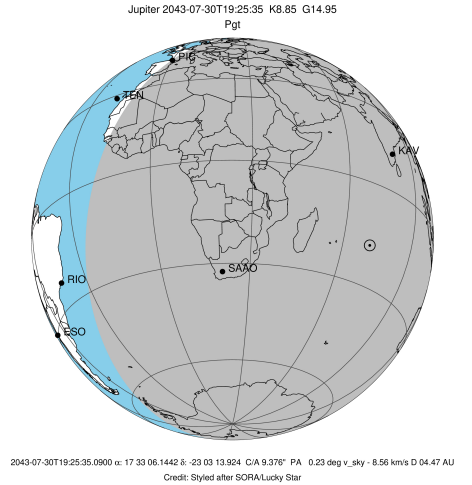 Jupiter 2043-07-30T19:25:35 K8.85 G14.95
Pgt
PIC
TEN
KAV
SAAO
RIO
ESO
2043-07-30T19:25:35.0900 α: 17 33 06.1442 δ: -23 03 13.924 C/A 9.376" PA 0.23 deg v_sky - 8.56 km/s D 04.47 AU
Credit: Styled after SORA/Lucky Star